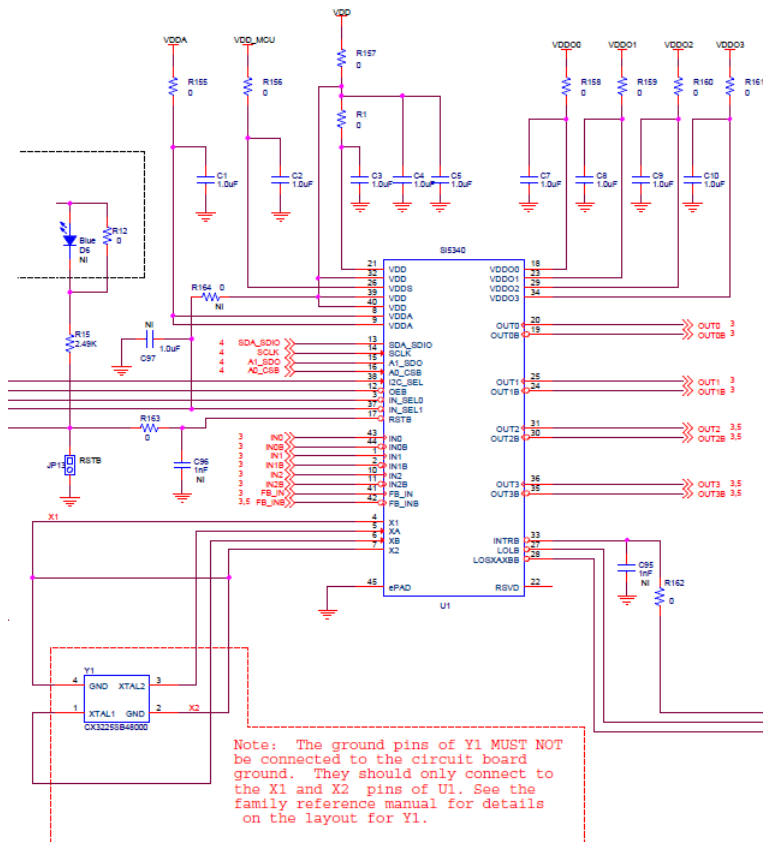 VDD
VDDA
VDD_MCU
VDDO0
VDDO1
VDDO2
VDDO3
R157
0
R155
0
R156
0
R158
0
R159
0
R160
0
R161
0
R1
0
C1
1.0uF
C2
1.0uF
C3
1.0uF
C4
1.0uF
C5
1.0uF
C7
1.0uF
C8
1.0uF
C9
1.0uF
C10
1.0uF
Blue
D6
NI
R12
0
R15
2.49K
R164 0
NI
NI
1.0uF
C97
R163
0
C96
1nF
NI
JP13
RSTB
SI5340
21 VDD
32 VDD
26 VDDS
39 VDD
40 VDD
8 VDDA
9 VDDA
4 SDA_SDIO 13 SDA_SDIO
4 SCLK 14 SCLK
4 A1_SDO 15 A1_SDO
4 A0_CSB 16 A0_CSB
38 I2C_SEL
12 OEB
3 IN_SEL0
37 IN_SEL1
17 RSTB
3 IN0 43 IN0
3 IN0B 44 IN0B
3 IN1 1 IN1
3 IN1B 2 IN1B
3 IN2 10 IN2
3 IN2B 11 IN2B
3 FB_IN 41 FB_IN
3,5 FB_INB 42 FB_INB
X1
4 X1
5 XA
6 XB
7 X2
45 ePAD
U1
VDDO0 18
VDDO1 23
VDDO2 29
VDDO3 34
OUT0 20 OUT0 3
OUT0B 19 OUT0B 3
OUT1 25 OUT1 3
OUT1B 24 OUT1B 3
OUT2 31 OUT2 3,5
OUT2B 30 OUT2B 3,5
OUT3 36 OUT3 3,5
OUT3B 35 OUT3B 3,5
INTRB 33
LOLB 27
LOSXAXBB 28
RSVD 22
C95
1nF
NI
R162
0
Y1
4 GND XTAL2 3
1 XTAL1 GND 2
X2
CX3225SB48000
Note: The ground pins of Y1 MUST NOT
be connected to the circuit board
ground. They should only connect to
the X1 and X2 pins of U1. See the
family reference manual for details
on the layout for Y1.